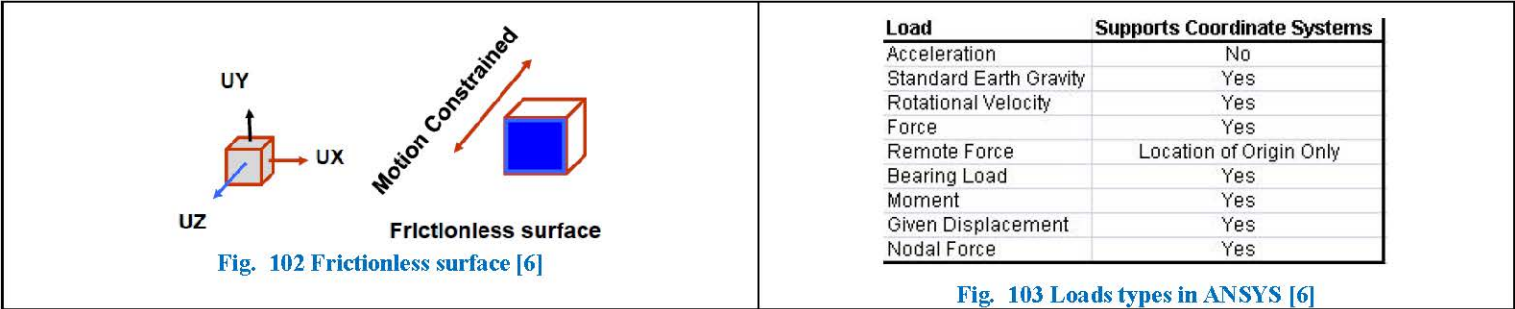 UY
UX
UZ
Motion Constrained
Frictionless surface
Fig. 102 Frictionless surface [6]
Load Supports Coordinate Systems
Acceleration No
Standard Earth Gravity Yes
Rotational Velocity Yes
Force Yes
Remote Force Location of Origin Only
Bearing Load Yes
Moment Yes
Given Displacement Yes
Nodal Force Yes
Fig. 103 Loads types in ANSYS [6]